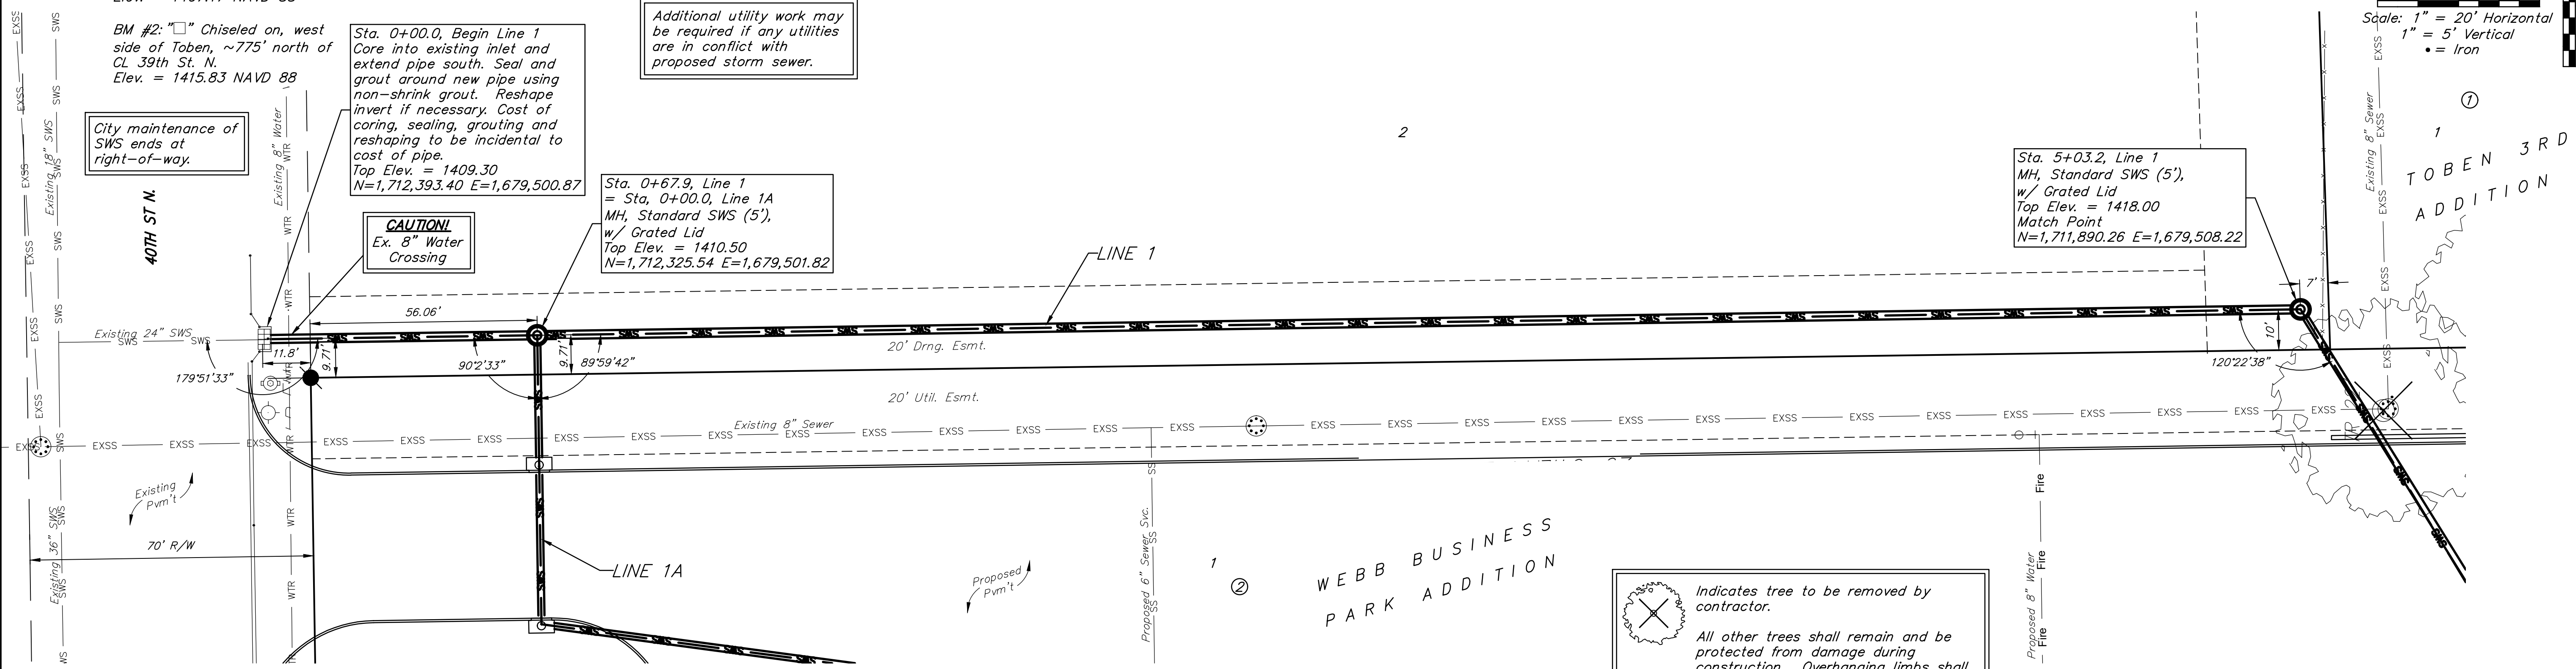 BM #2: "□" Chiseled on, west
side of Toben, ~775' north of
CL 39th St. N.
Elev. = 1415.83 NAVD 88
City maintenance of
SWS ends at
right-of-way.
Sta. 0+00.0, Begin Line 1
Core into existing inlet and
extend pipe south. Seal and
grout around new pipe using
non-shrink grout. Reshape
invert if necessary. Cost of
coring, sealing, grouting and
reshaping to be incidental to
cost of pipe.
Top Elev. = 1409.30
N=1,712,393.40 E=1,679,500.87
CAUTION!
Ex. 8" Water
Crossing
Additional utility work may
be required if any utilities
are in conflict with
proposed storm sewer.
Sta. 0+67.9, Line 1
= Sta, 0+00.0, Line 1A
MH, Standard SWS (5'),
w/ Grated Lid
Top Elev. = 1410.50
N=1,712,325.54 E=1,679,501.82
LINE 1
2
Sta. 5+03.2, Line 1
MH, Standard SWS (5'),
w/ Grated Lid
Top Elev. = 1418.00
Match Point
N=1,711,890.26 E=1,679,508.22
Scale: 1" = 20' Horizontal
1" = 5' Vertical
• = Iron
1
1
TOBEN 3RD
ADDITION
Existing 8" Sewer
Existing 18" SWS
Existing 8" Water
40TH ST N.
Existing 24" SWS
56.06'
11.8'
9.71'
9.71'
179°51'33"
90°2'33"
89°59'42"
20' Drng. Esmt.
20' Util. Esmt.
7'
10'
120°22'38"
Existing 8" Sewer
Existing
Pvm't
70' R/W
Existing 36" SWS
LINE 1A
Proposed
Pvm't
Proposed 6" Sewer Svc.
1
2
WEBB BUSINESS
PARK ADDITION
Proposed 8" Water
Fire
Fire
Fire
Indicates tree to be removed by
contractor.
All other trees shall remain and be
protected from damage during
construction. Overhanging limbs shall